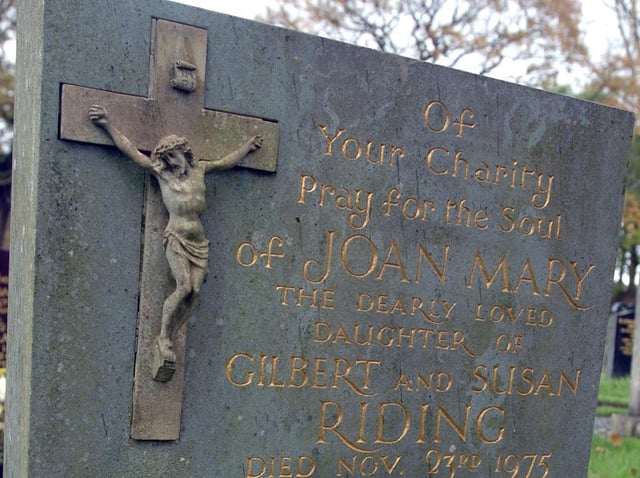 Of
Your Charity
Pray for the Soul
of JOAN MARY
THE DEARLY LOVED
DAUGHTER OF
GILBERT AND SUSAN
RIDING
DIED NOV. 23RD 1975